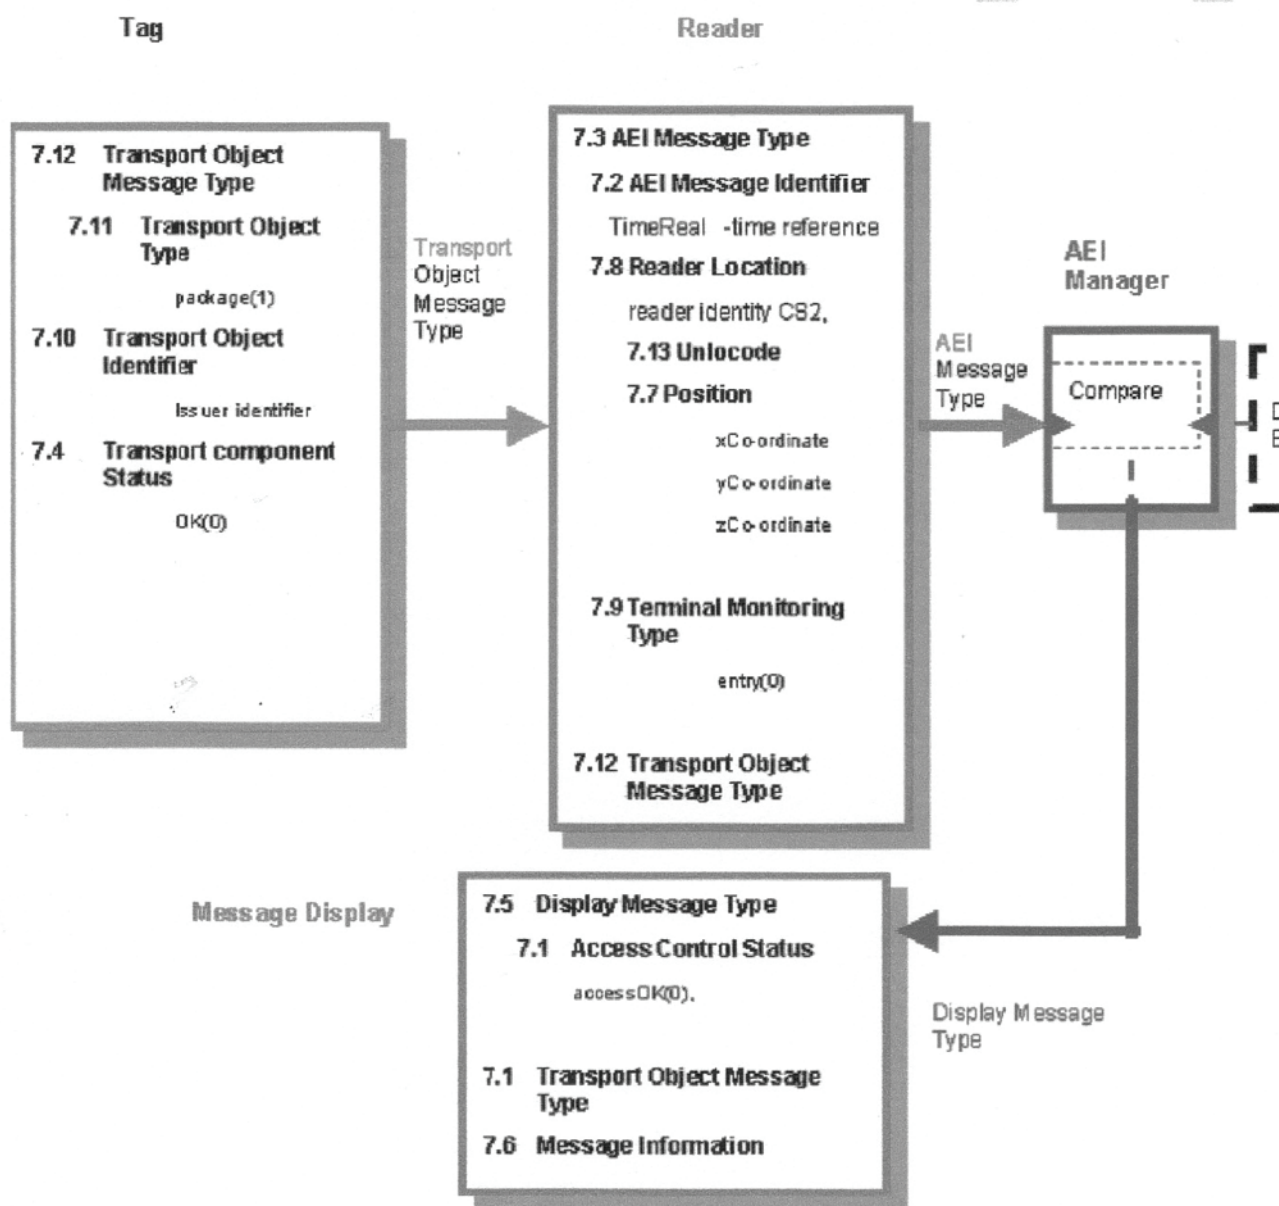 Tag
Reader
7.12 Transport Object
Message Type
7.11 Transport Object
Type
package(1)
7.10 Transport Object
Identifier
Issuer identifier
7.4 Transport component
Status
OK(0)
Transport
Object
Message
Type
7.3 AEI Message Type
7.2 AEI Message Identifier
TimeReal -time reference
7.8 Reader Location
reader identity CS2,
7.13 Unlocode
7.7 Position
xCo-ordinate
yCo-ordinate
zCo-ordinate
7.9 Terminal Monitoring
Type
entry(0)
7.12 Transport Object
Message Type
AEI
Message
Type
AEI
Manager
Compare
Message Display
7.5 Display Message Type
7.1 Access Control Status
accessOK(0),
7.1 Transport Object Message
Type
7.6 Message Information
Display Message
Type